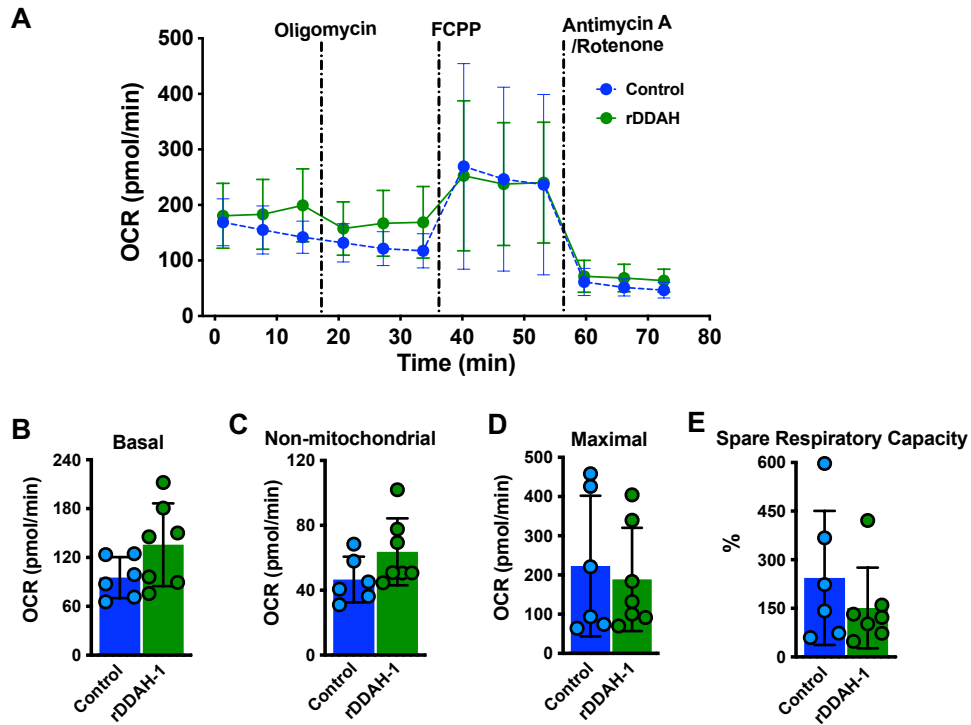 A
Oligomycin
FCPP
Antimycin A
/Rotenone
Control
rDDAH
OCR (pmol/min)
500
400
300
200
100
0
0 10 20 30 40 50 60 70 80
Time (min)
B
Basal
OCR (pmol/min)
240
180
120
60
0
Control
rDDAH-1
C
Non-mitochondrial
OCR (pmol/min)
120
80
40
0
Control
rDDAH-1
D
Maximal
OCR (pmol/min)
500
400
300
200
100
0
Control
rDDAH-1
E
Spare Respiratory Capacity
%
600
450
300
150
0
Control
rDDAH-1